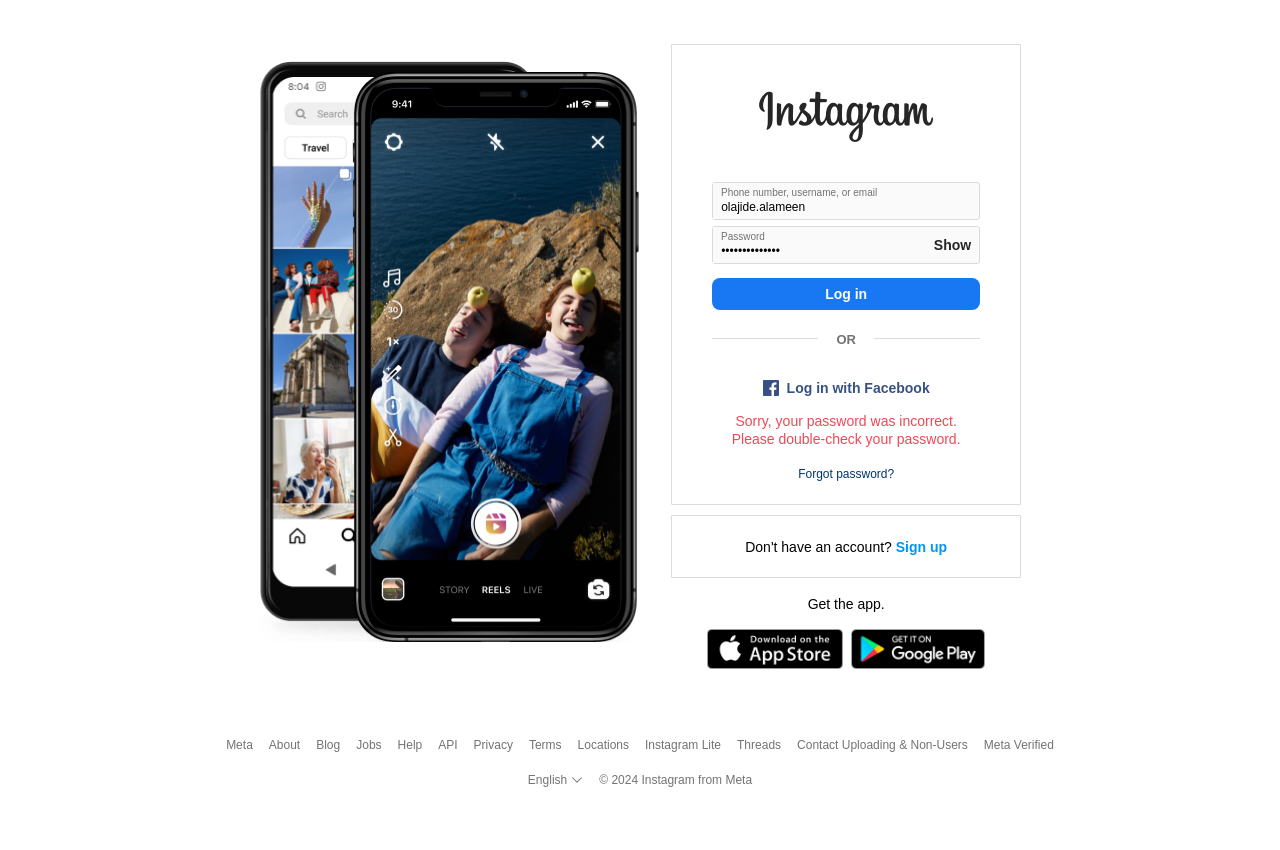 8:04
Search
Travel
9:41
30
1×
STORY REELS LIVE
Instagram
Phone number, username, or email
olajide.alameen
Password
••••••••••••••
Show
Log in
OR
Log in with Facebook
Sorry, your password was incorrect.
Please double-check your password.
Forgot password?
Don't have an account? Sign up
Get the app.
Download on the
App Store
GET IT ON
Google Play
Meta About Blog Jobs Help API Privacy Terms Locations Instagram Lite Threads Contact Uploading & Non-Users Meta Verified
English © 2024 Instagram from Meta